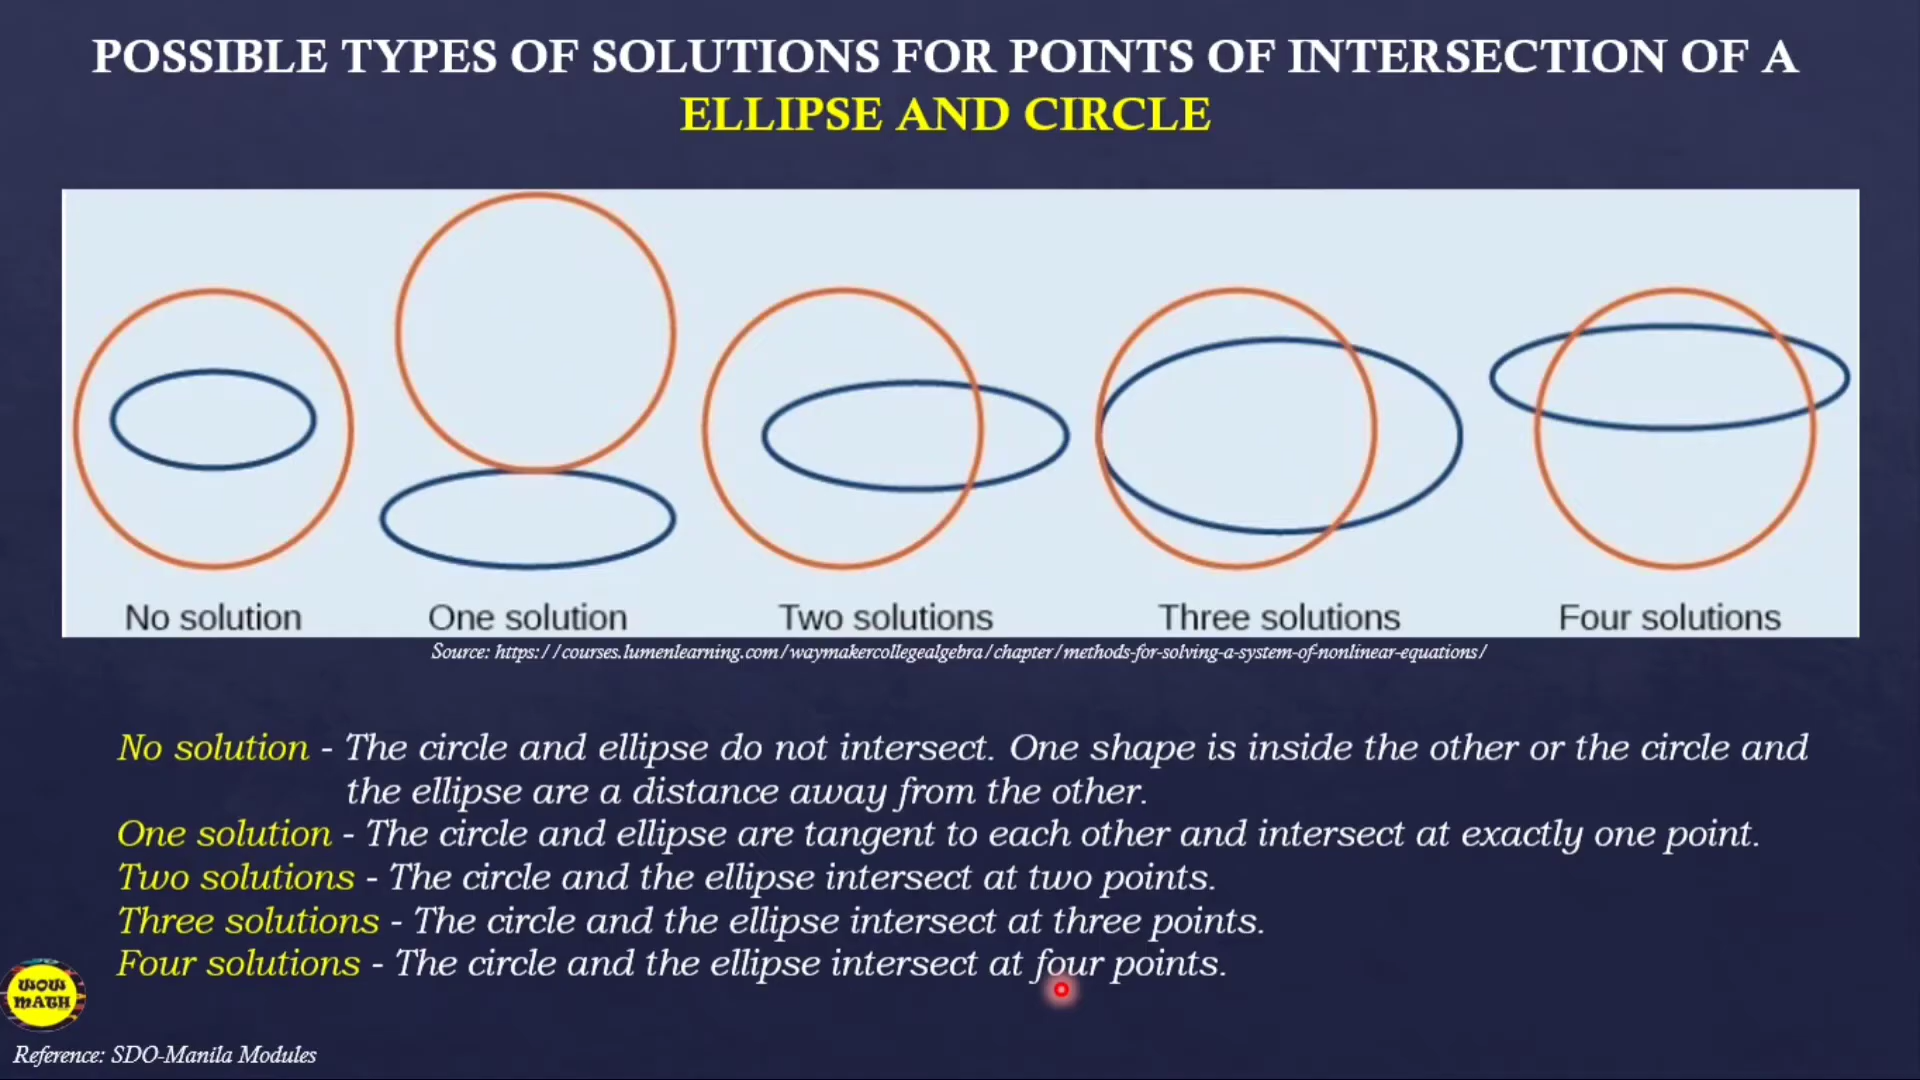 POSSIBLE TYPES OF SOLUTIONS FOR POINTS OF INTERSECTION OF A
ELLIPSE AND CIRCLE
No solution
One solution
Two solutions
Three solutions
Four solutions
Source: https://courses.lumenlearning.com/waymakercollegealgebra/chapter/methods-for-solving-a-system-of-nonlinear-equations/
No solution - The circle and ellipse do not intersect. One shape is inside the other or the circle and
the ellipse are a distance away from the other.
One solution - The circle and ellipse are tangent to each other and intersect at exactly one point.
Two solutions - The circle and the ellipse intersect at two points.
Three solutions - The circle and the ellipse intersect at three points.
Four solutions - The circle and the ellipse intersect at four points.
WOW
MATH
Reference: SDO-Manila Modules